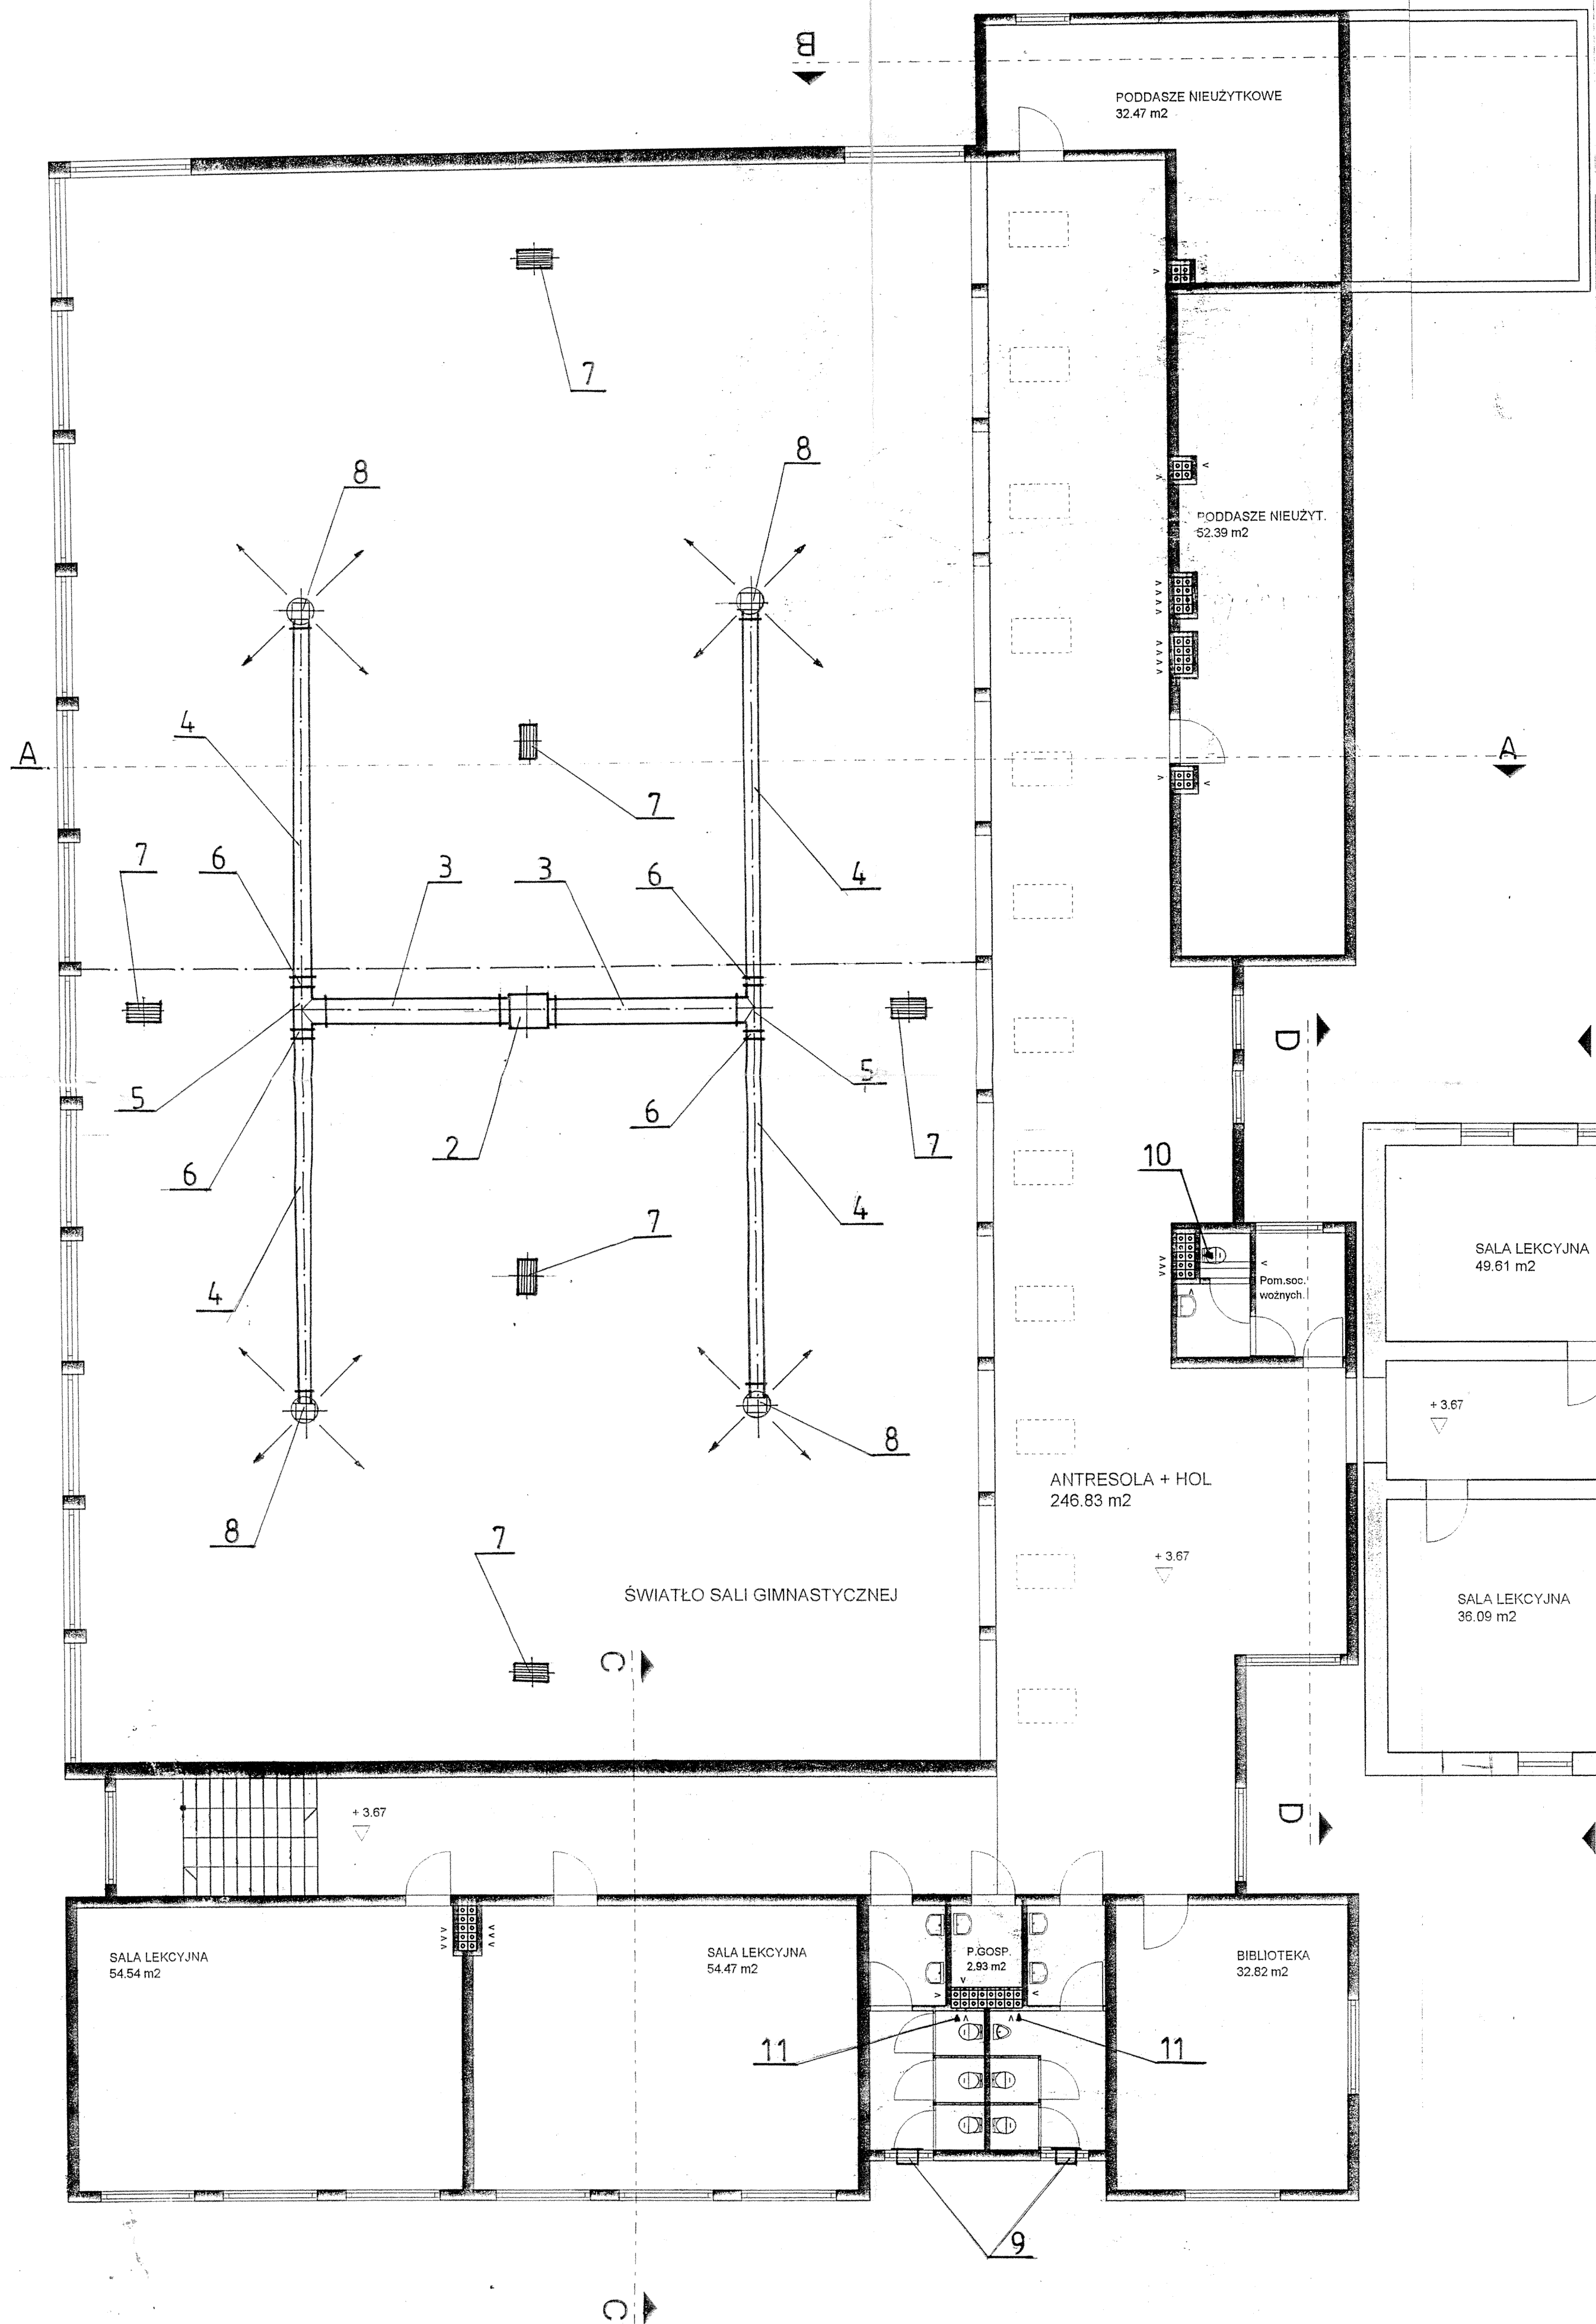 B
PODDASZE NIEUŻYTKOWE
32.47 m2
7
8
8
PODDASZE NIEUŻYT.
52.39 m2
4
A
A
7
7
6
3
3
6
4
5
6
2
6
5
7
D
10
7
4
4
SALA LEKCYJNA
49.61 m2
Pom.soc.
woźnych.
+ 3.67
8
8
7
ANTRESOLA + HOL
246.83 m2
+ 3.67
ŚWIATŁO SALI GIMNASTYCZNEJ
SALA LEKCYJNA
36.09 m2
C
+ 3.67
D
SALA LEKCYJNA
54.54 m2
SALA LEKCYJNA
54.47 m2
P.GOSP.
2.93 m2
BIBLIOTEKA
32.82 m2
11
11
9
C